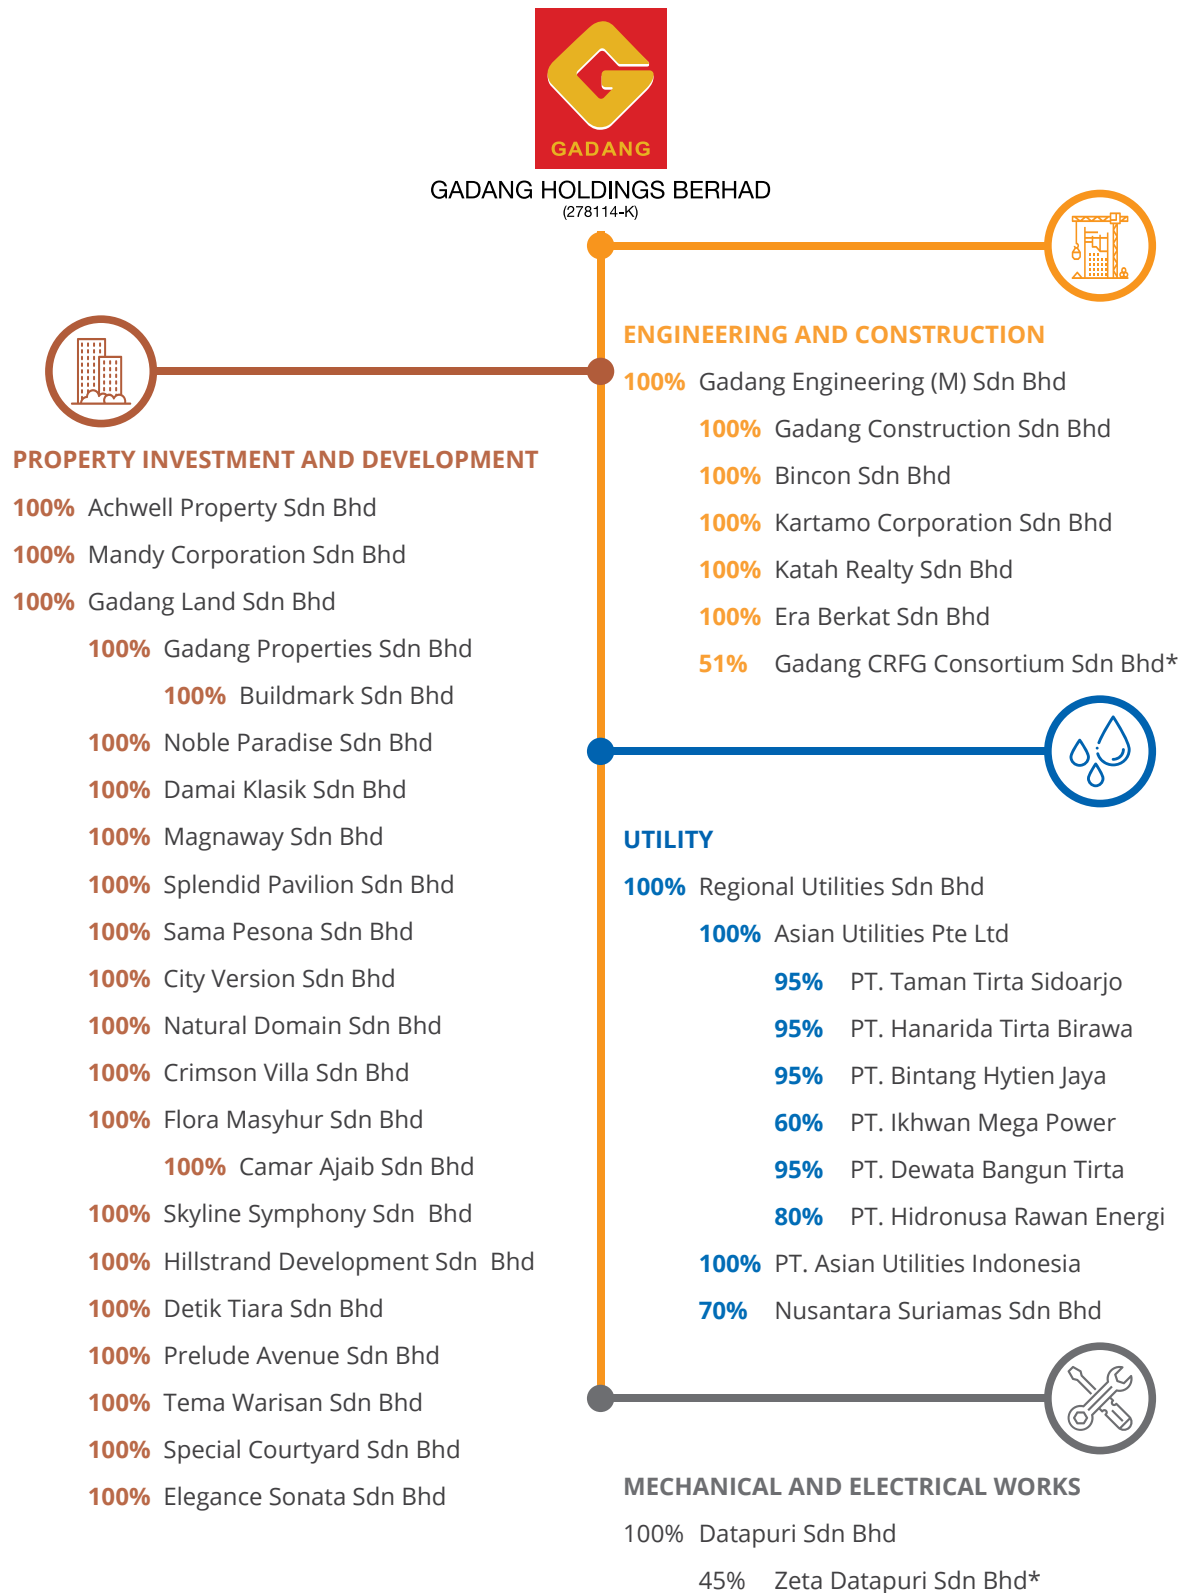 GADANG
GADANG HOLDINGS BERHAD
(278114-K)
PROPERTY INVESTMENT AND DEVELOPMENT
100% Achwell Property Sdn Bhd
100% Mandy Corporation Sdn Bhd
100% Gadang Land Sdn Bhd
100% Gadang Properties Sdn Bhd
100% Buildmark Sdn Bhd
100% Noble Paradise Sdn Bhd
100% Damai Klasik Sdn Bhd
100% Magnaway Sdn Bhd
100% Splendid Pavilion Sdn Bhd
100% Sama Pesona Sdn Bhd
100% City Version Sdn Bhd
100% Natural Domain Sdn Bhd
100% Crimson Villa Sdn Bhd
100% Flora Masyhur Sdn Bhd
100% Camar Ajaib Sdn Bhd
100% Skyline Symphony Sdn Bhd
100% Hillstrand Development Sdn Bhd
100% Detik Tiara Sdn Bhd
100% Prelude Avenue Sdn Bhd
100% Tema Warisan Sdn Bhd
100% Special Courtyard Sdn Bhd
100% Elegance Sonata Sdn Bhd
ENGINEERING AND CONSTRUCTION
100% Gadang Engineering (M) Sdn Bhd
100% Gadang Construction Sdn Bhd
100% Bincon Sdn Bhd
100% Kartamo Corporation Sdn Bhd
100% Katah Realty Sdn Bhd
100% Era Berkat Sdn Bhd
51% Gadang CRFG Consortium Sdn Bhd*
UTILITY
100% Regional Utilities Sdn Bhd
100% Asian Utilities Pte Ltd
95% PT. Taman Tirta Sidoarjo
95% PT. Hanarida Tirta Birawa
95% PT. Bintang Hytien Jaya
60% PT. Ikhwan Mega Power
95% PT. Dewata Bangun Tirta
80% PT. Hidronusa Rawan Energi
100% PT. Asian Utilities Indonesia
70% Nusantara Suriamas Sdn Bhd
MECHANICAL AND ELECTRICAL WORKS
100% Datapuri Sdn Bhd
45% Zeta Datapuri Sdn Bhd*